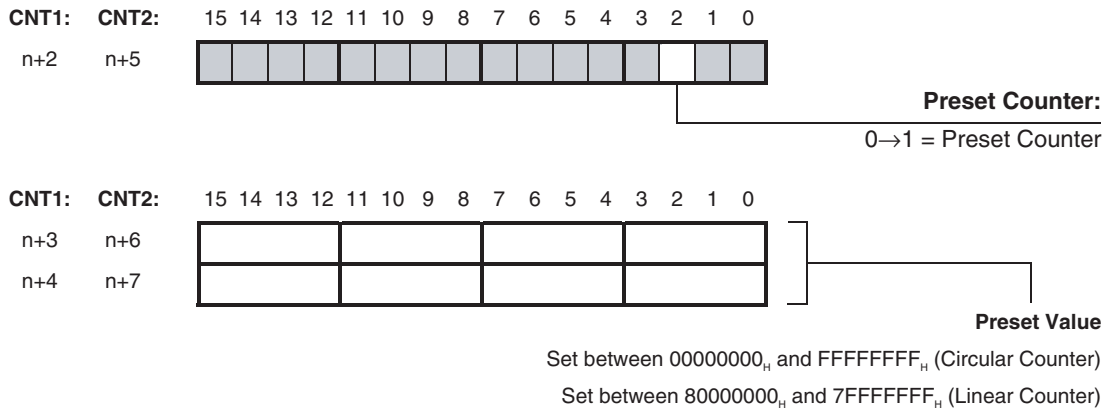 CNT1: CNT2: 15 14 13 12 11 10 9 8 7 6 5 4 3 2 1 0
n+2 n+5
Preset Counter:
0→1 = Preset Counter
CNT1: CNT2: 15 14 13 12 11 10 9 8 7 6 5 4 3 2 1 0
n+3 n+6
n+4 n+7
Preset Value
Set between 00000000H and FFFFFFFFH (Circular Counter)
Set between 80000000H and 7FFFFFFFH (Linear Counter)